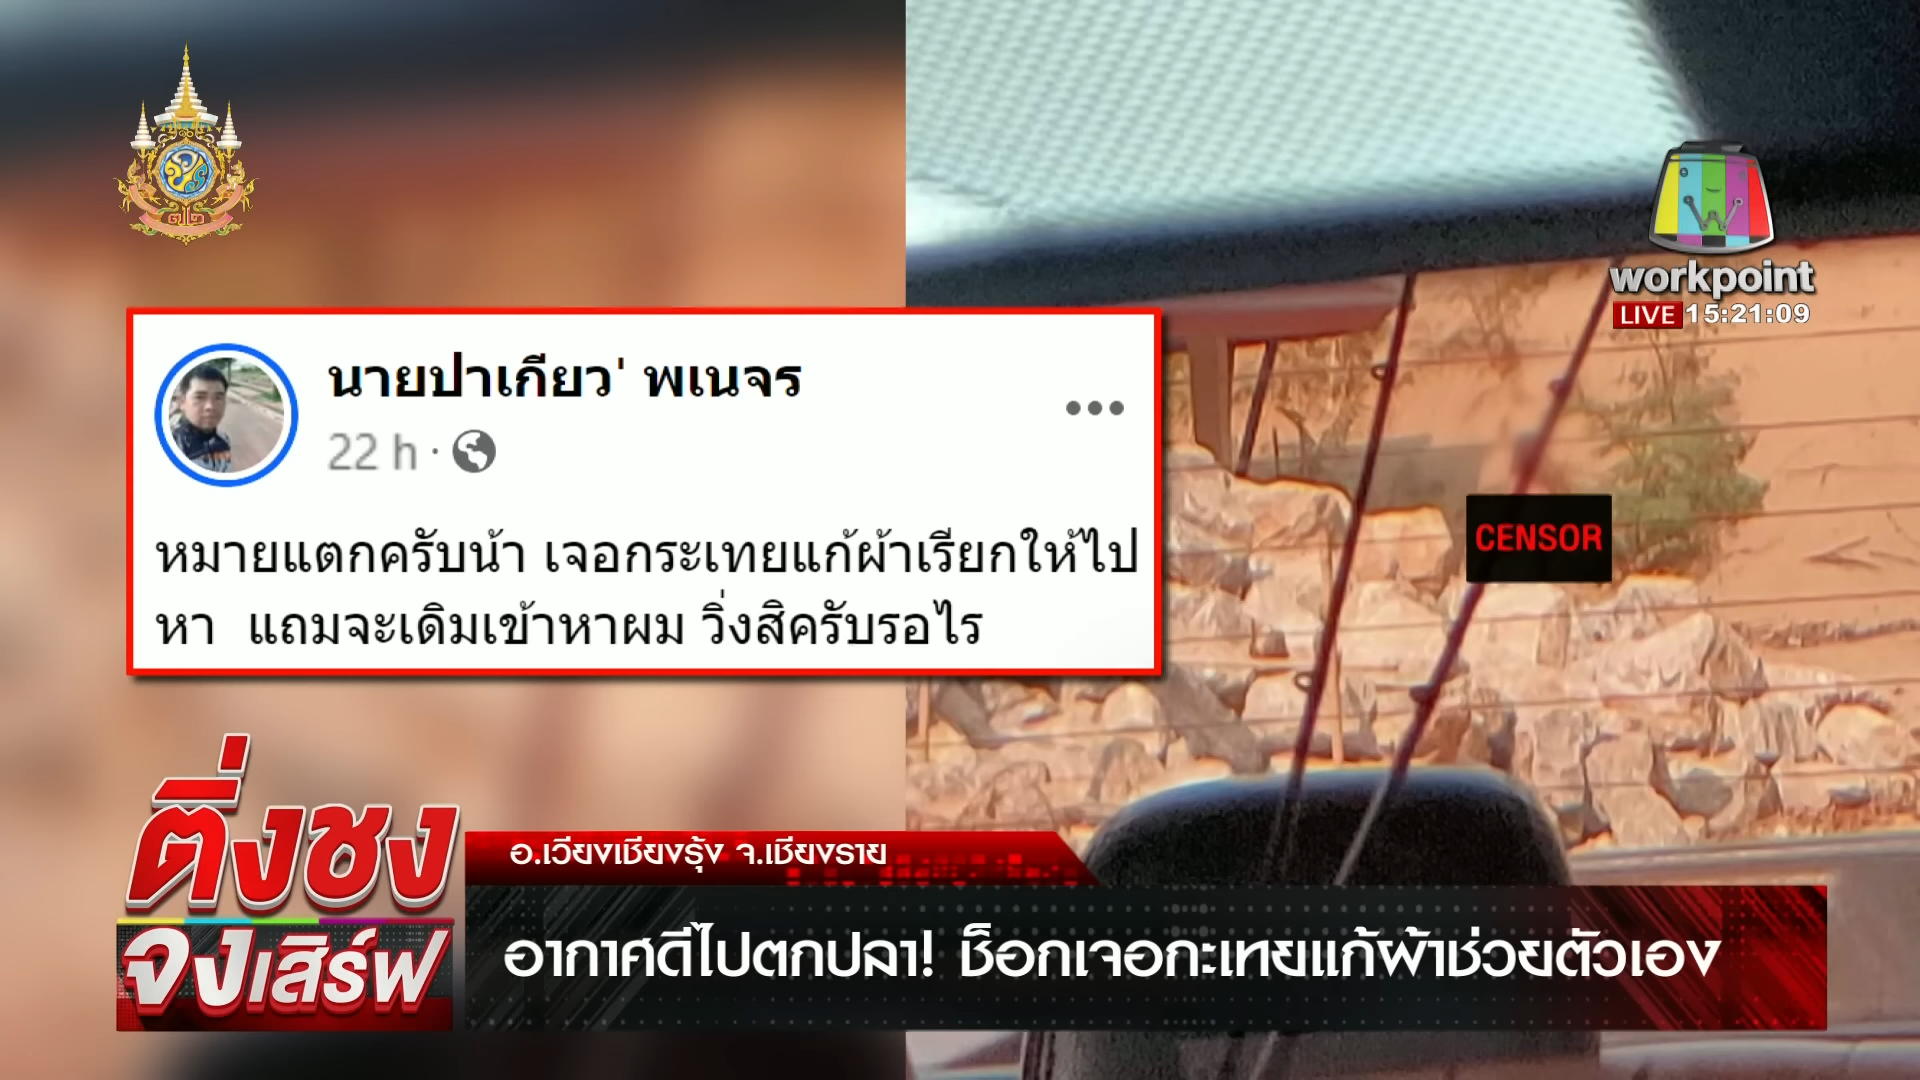 ๗๒
workpoint
LIVE 15:21:09
นายปาเกียว' พเนจร
22 h ·
หมายแตกครับน้า เจอกระเทยแก้ผ้าเรียกให้ไป
หา แถมจะเดิมเข้าหาผม วิ่งสิครับรอไร
CENSOR
ติ่งชง
จงเสิร์ฟ
อ.เวียงเชียงรุ้ง จ.เชียงราย
อากาศดีไปตกปลา! ช็อกเจอกะเทยแก้ผ้าช่วยตัวเอง